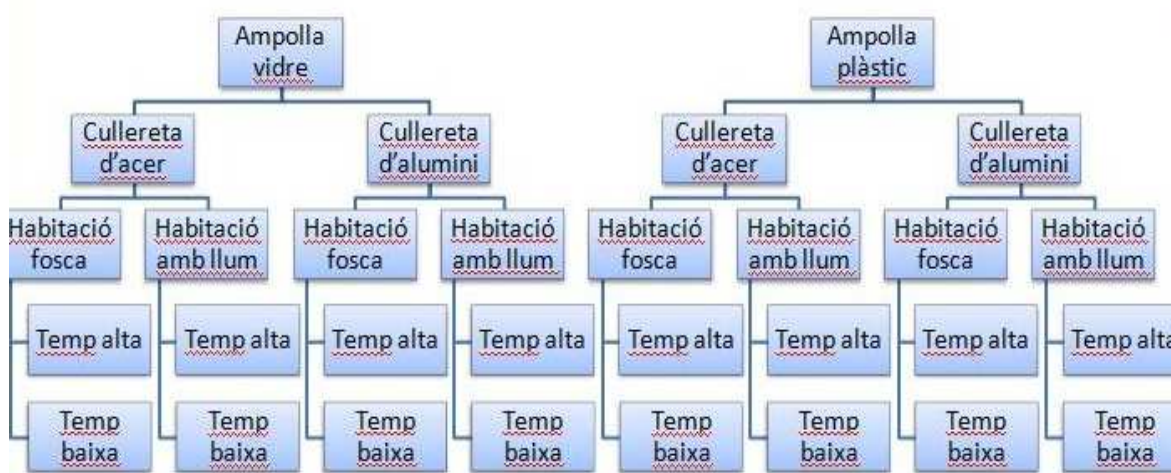 Ampolla
vidre
Ampolla
plàstic
Cullereta
d'acer
Cullereta
d'alumini
Cullereta
d'acer
Cullereta
d'alumini
Habitació
fosca
Habitació
amb llum
Habitació
fosca
Habitació
amb llum
Habitació
fosca
Habitació
amb llum
Habitació
fosca
Habitació
amb llum
Temp alta
Temp alta
Temp alta
Temp alta
Temp alta
Temp alta
Temp alta
Temp alta
Temp
baixa
Temp
baixa
Temp
baixa
Temp
baixa
Temp
baixa
Temp
baixa
Temp
baixa
Temp
baixa